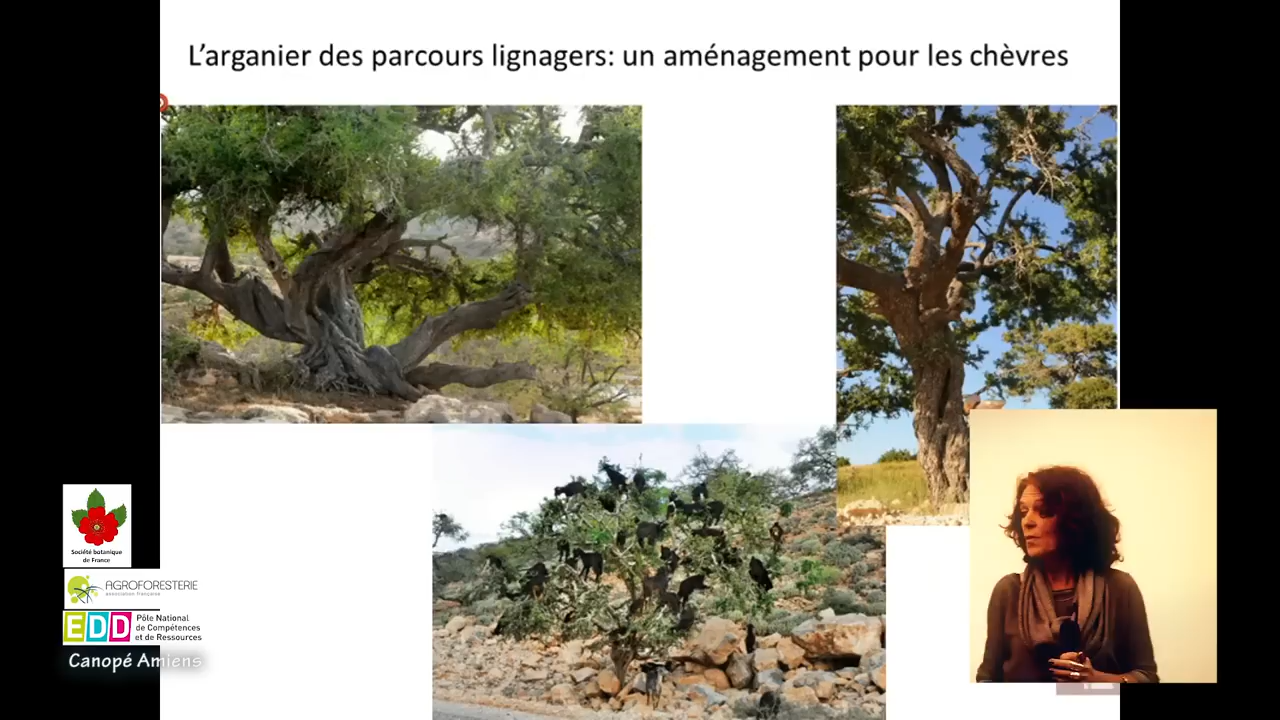 L’arganier des parcours lignagers: un aménagement pour les chèvres
Société botanique
de France
AGROFORESTERIE
association française
EDD
Pôle National
de Compétences
et de Ressources
Canopé Amiens